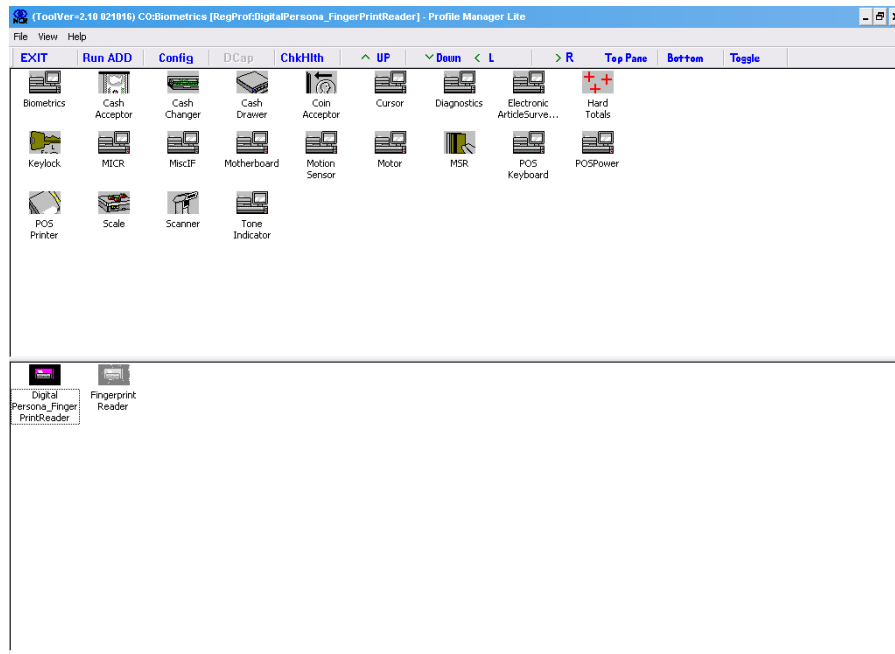 NCR (ToolVer=2.10 021016) CO:Biometrics [RegProf:DigitalPersona_FingerPrintReader] - Profile Manager Lite
File View Help
EXIT Run ADD Config DCap ChkHlth ^ UP ˅ Down < L > R Top Pane Bottom Toggle
Biometrics Cash Cash Cash Coin Cursor Diagnostics Electronic Hard
Acceptor Changer Drawer Acceptor ArticleSurve... Totals
Keylock MICR MiscIF Motherboard Motion Motor MSR POS POSPower
Sensor Keyboard
POS Scale Scanner Tone
Printer Indicator
Digital Fingerprint
Persona_Finger Reader
PrintReader